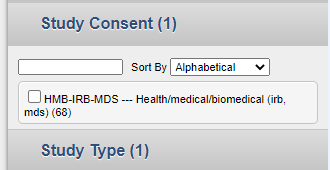 Study Consent (1)
Sort By Alphabetical
HMB-IRB-MDS --- Health/medical/biomedical (irb,
mds) (68)
Study Type (1)